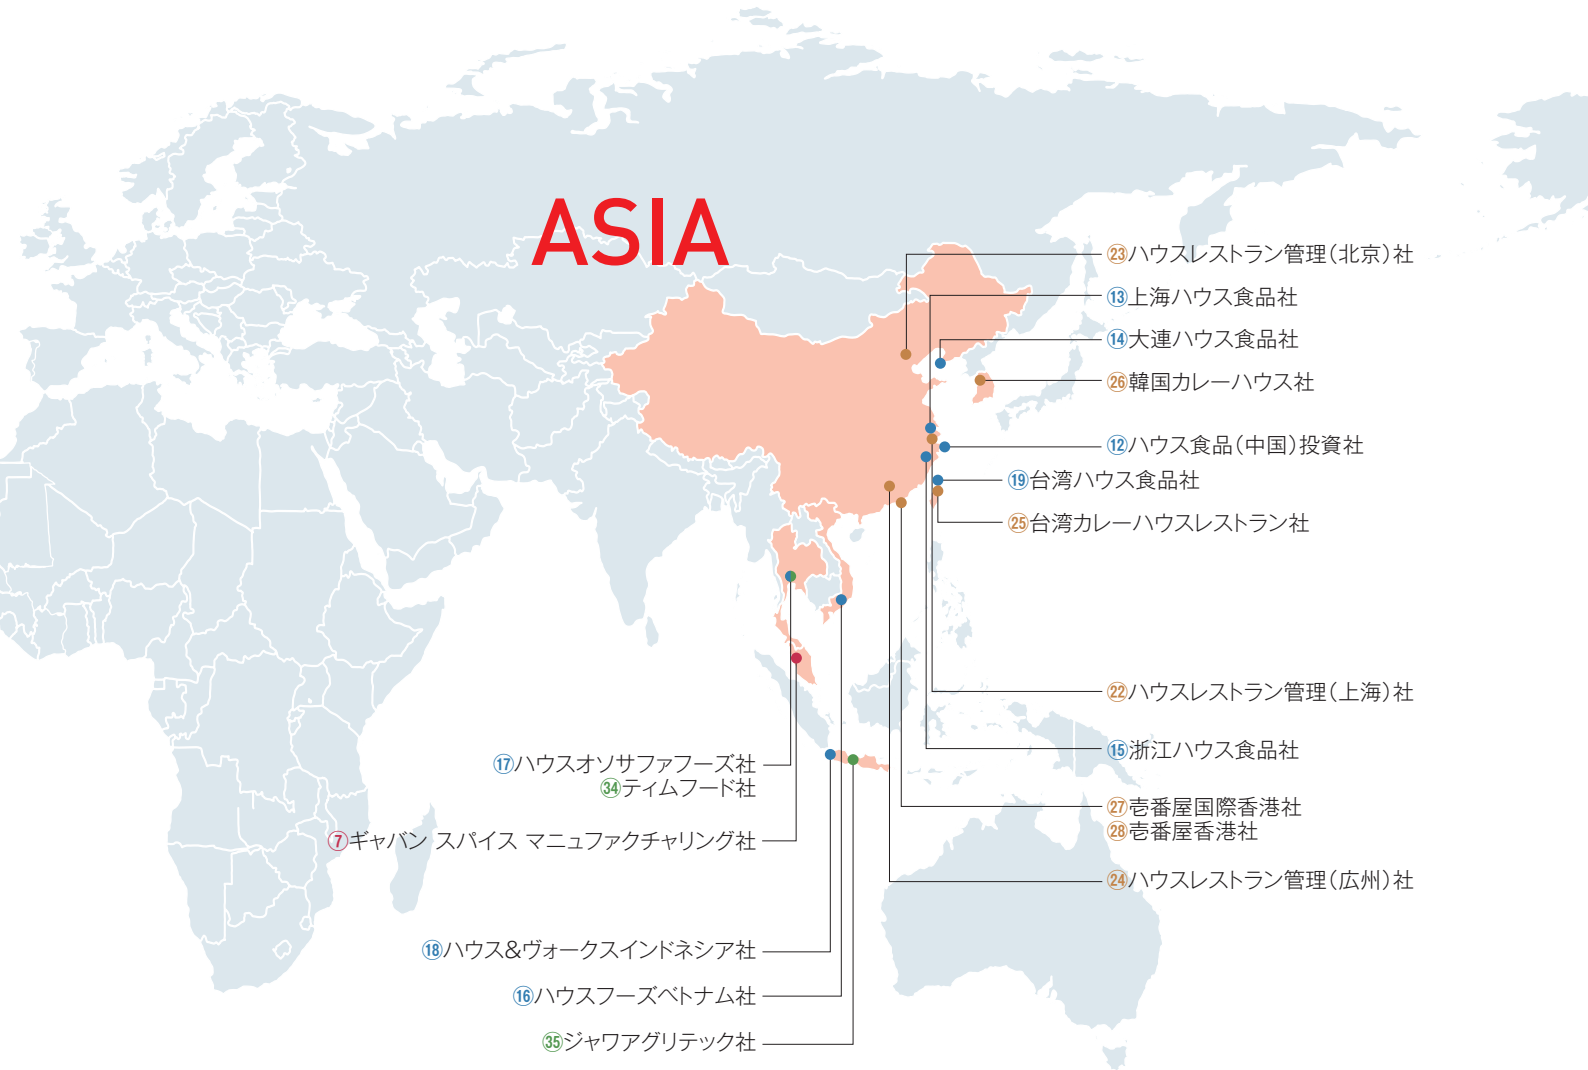 ASIA
㉓ハウスレストラン管理(北京)社
⑬上海ハウス食品社
⑭大連ハウス食品社
㉖韓国カレーハウス社
⑫ハウス食品(中国)投資社
⑲台湾ハウス食品社
㉕台湾カレーハウスレストラン社
㉒ハウスレストラン管理(上海)社
⑮浙江ハウス食品社
㉗壱番屋国際香港社
㉘壱番屋香港社
㉔ハウスレストラン管理(広州)社
⑰ハウスオソサファフーズ社
㉞ティムフード社
⑦ギャバン スパイス マニュファクチャリング社
⑱ハウス&ヴォークスインドネシア社
⑯ハウスフーズベトナム社
㉟ジャワアグリテック社